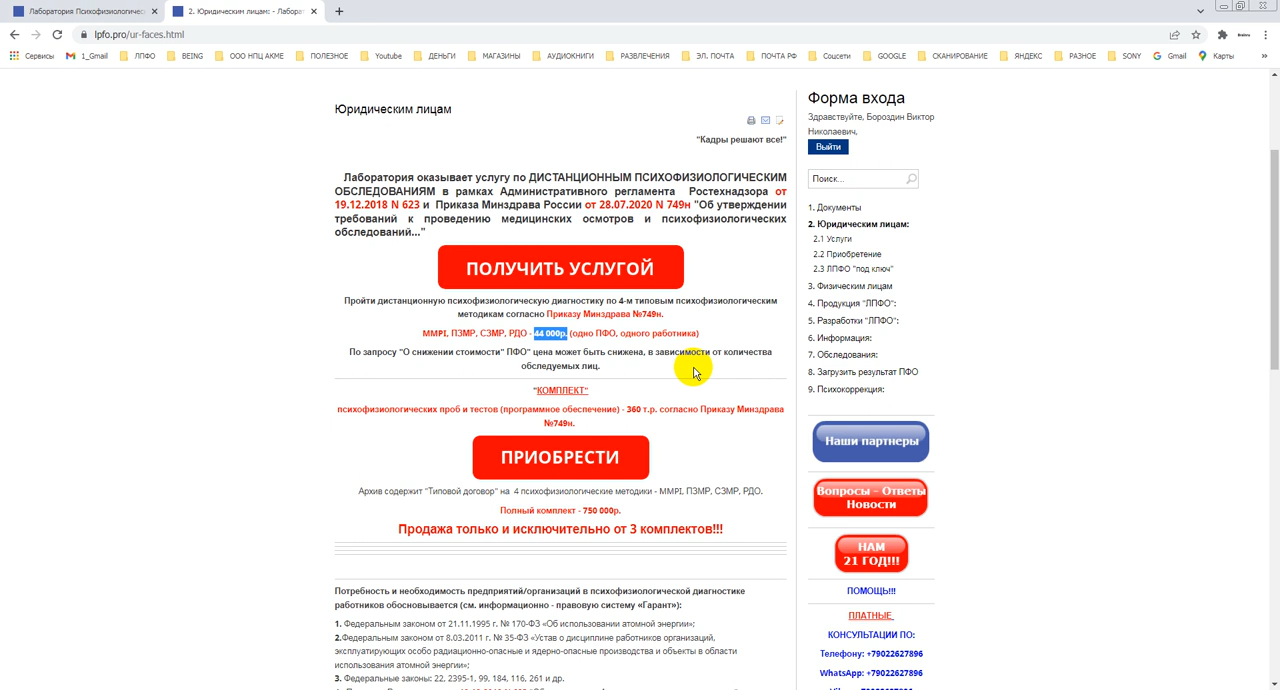 Лаборатория Психофизиологичес
2. Юридическим лицам: - Лаборат
lpfo.pro/ur-faces.html
Сервисы
1_Gmail
ЛПФО
BEING
ООО НПЦ АКМЕ
ПОЛЕЗНОЕ
Youtube
ДЕНЬГИ
МАГАЗИНЫ
АУДИОКНИГИ
РАЗВЛЕЧЕНИЯ
ЭЛ. ПОЧТА
ПОЧТА РФ
Соцсети
GOOGLE
СКАНИРОВАНИЕ
ЯНДЕКС
РАЗНОЕ
SONY
Gmail
Карты
»
Юридическим лицам
"Кадры решают все!"
Лаборатория оказывает услугу по ДИСТАНЦИОННЫМ ПСИХОФИЗИОЛОГИЧЕСКИМ
ОБСЛЕДОВАНИЯМ в рамках Административного регламента Ростехнадзора от
19.12.2018 N 623 и Приказа Минздрава России от 28.07.2020 N 749н "Об утверждении
требований к проведению медицинских осмотров и психофизиологических
обследований..."
ПОЛУЧИТЬ УСЛУГОЙ
Пройти дистанционную психофизиологическую диагностику по 4-м типовым психофизиологическим
методикам согласно Приказу Минздрава №749н.
MMPI, ПЗМР, СЗМР, РДО - 44 000р. (одно ПФО, одного работника)
По запросу "О снижении стоимости" ПФО" цена может быть снижена, в зависимости от количества
обследуемых лиц.
"КОМПЛЕКТ"
психофизиологических проб и тестов (программное обеспечение) - 360 т.р. согласно Приказу Минздрава
№749н.
ПРИОБРЕСТИ
Архив содержит "Типовой договор" на 4 психофизиологические методики - MMPI, ПЗМР, СЗМР, РДО.
Полный комплект - 750 000р.
Продажа только и исключительно от 3 комплектов!!!
Потребность и необходимость предприятий/организаций в психофизиологической диагностике
работников обосновывается (см. информационно - правовую систему «Гарант»):
1. Федеральным законом от 21.11.1995 г. № 170-ФЗ «Об использовании атомной энергии»;
2.Федеральным законом от 8.03.2011 г. № 35-ФЗ «Устав о дисциплине работников организаций,
эксплуатирующих особо радиационно-опасные и ядерно-опасные производства и объекты в области
использования атомной энергии»;
3. Федеральные законы: 22, 2395-1, 99, 184, 116, 261 и др.
Форма входа
Здравствуйте, Бороздин Виктор
Николаевич,
Выйти
Поиск...
1. Документы
2. Юридическим лицам:
2.1 Услуги
2.2 Приобретение
2.3 ЛПФО "под ключ"
3. Физическим лицам
4. Продукция "ЛПФО":
5. Разработки "ЛПФО":
6. Информация:
7. Обследования:
8. Загрузить результат ПФО
9. Психокоррекция:
Наши партнеры
Вопросы - Ответы
Новости
НАМ
21 ГОД!!!
ПОМОЩЬ!!!
ПЛАТНЫЕ
КОНСУЛЬТАЦИИ ПО:
Телефону: +79022627896
WhatsApp: +79022627896